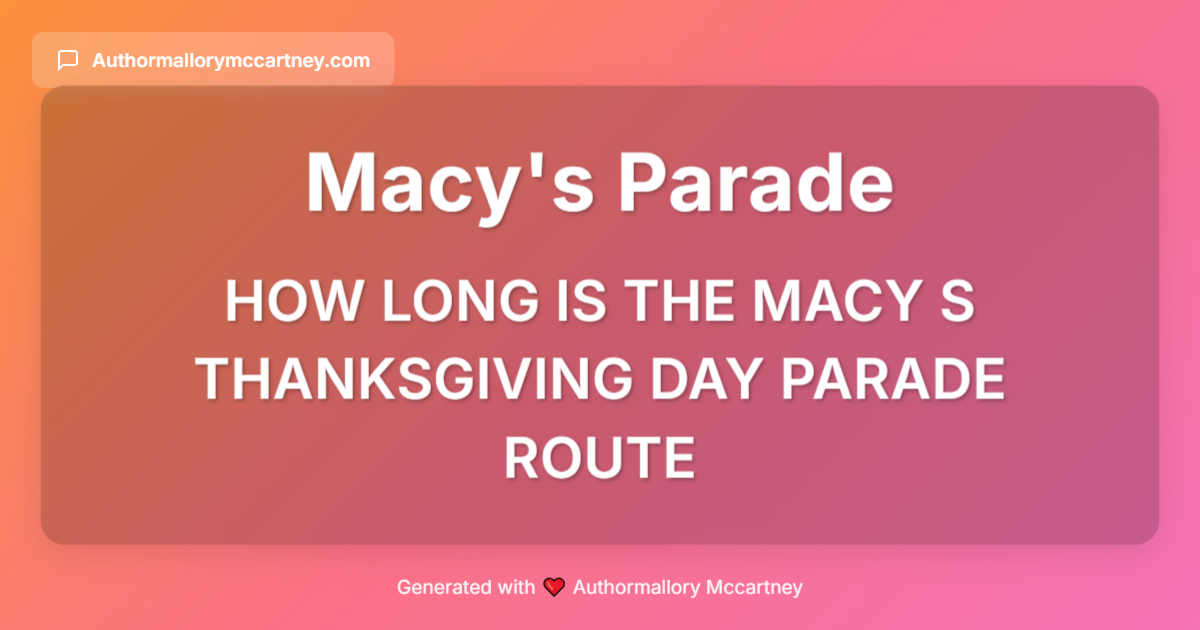 Authormallorymccartney.com
Macy's Parade
HOW LONG IS THE MACY S
THANKSGIVING DAY PARADE
ROUTE
Generated with ❤️ Authormallory Mccartney